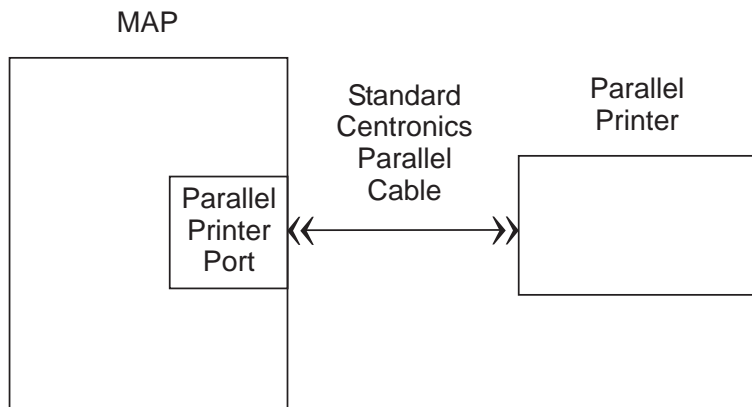 MAP
Standard
Centronics
Parallel
Cable
Parallel
Printer
Parallel
Printer
Port